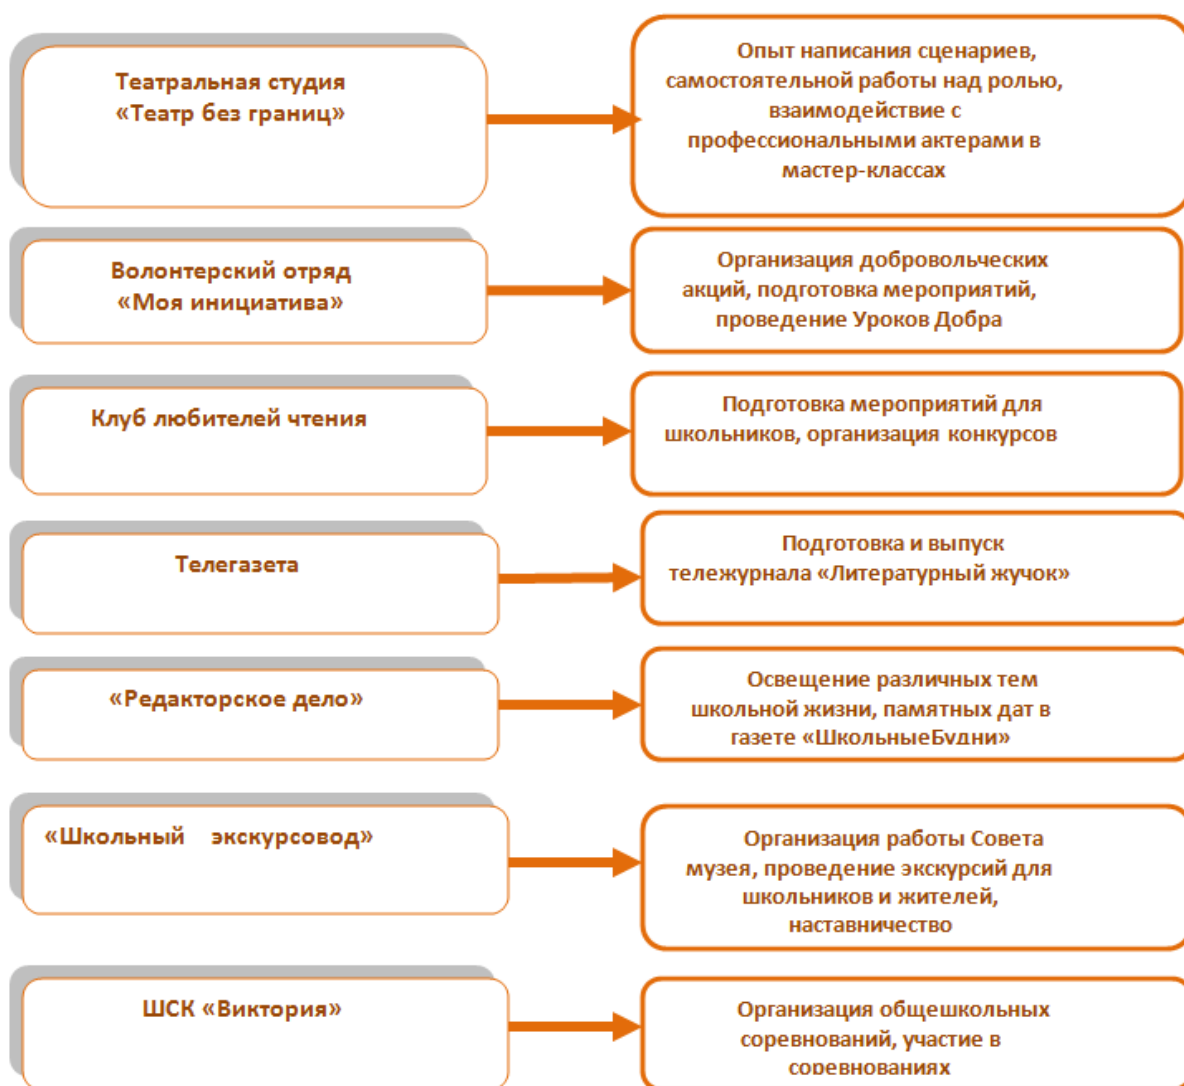 Театральная студия
«Театр без границ»
Опыт написания сценариев,
самостоятельной работы над ролью,
взаимодействие с
профессиональными актерами в
мастер-классах
Волонтерский отряд
«Моя инициатива»
Организация добровольческих
акций, подготовка мероприятий,
проведение Уроков Добра
Клуб любителей чтения
Подготовка мероприятий для
школьников, организация конкурсов
Телегазета
Подготовка и выпуск
тележурнала «Литературный жучок»
«Редакторское дело»
Освещение различных тем
школьной жизни, памятных дат в
газете «ШкольныеБудни»
«Школьный экскурсовод»
Организация работы Совета
музея, проведение экскурсий для
школьников и жителей,
наставничество
ШСК «Виктория»
Организация общешкольных
соревнований, участие в
соревнованиях